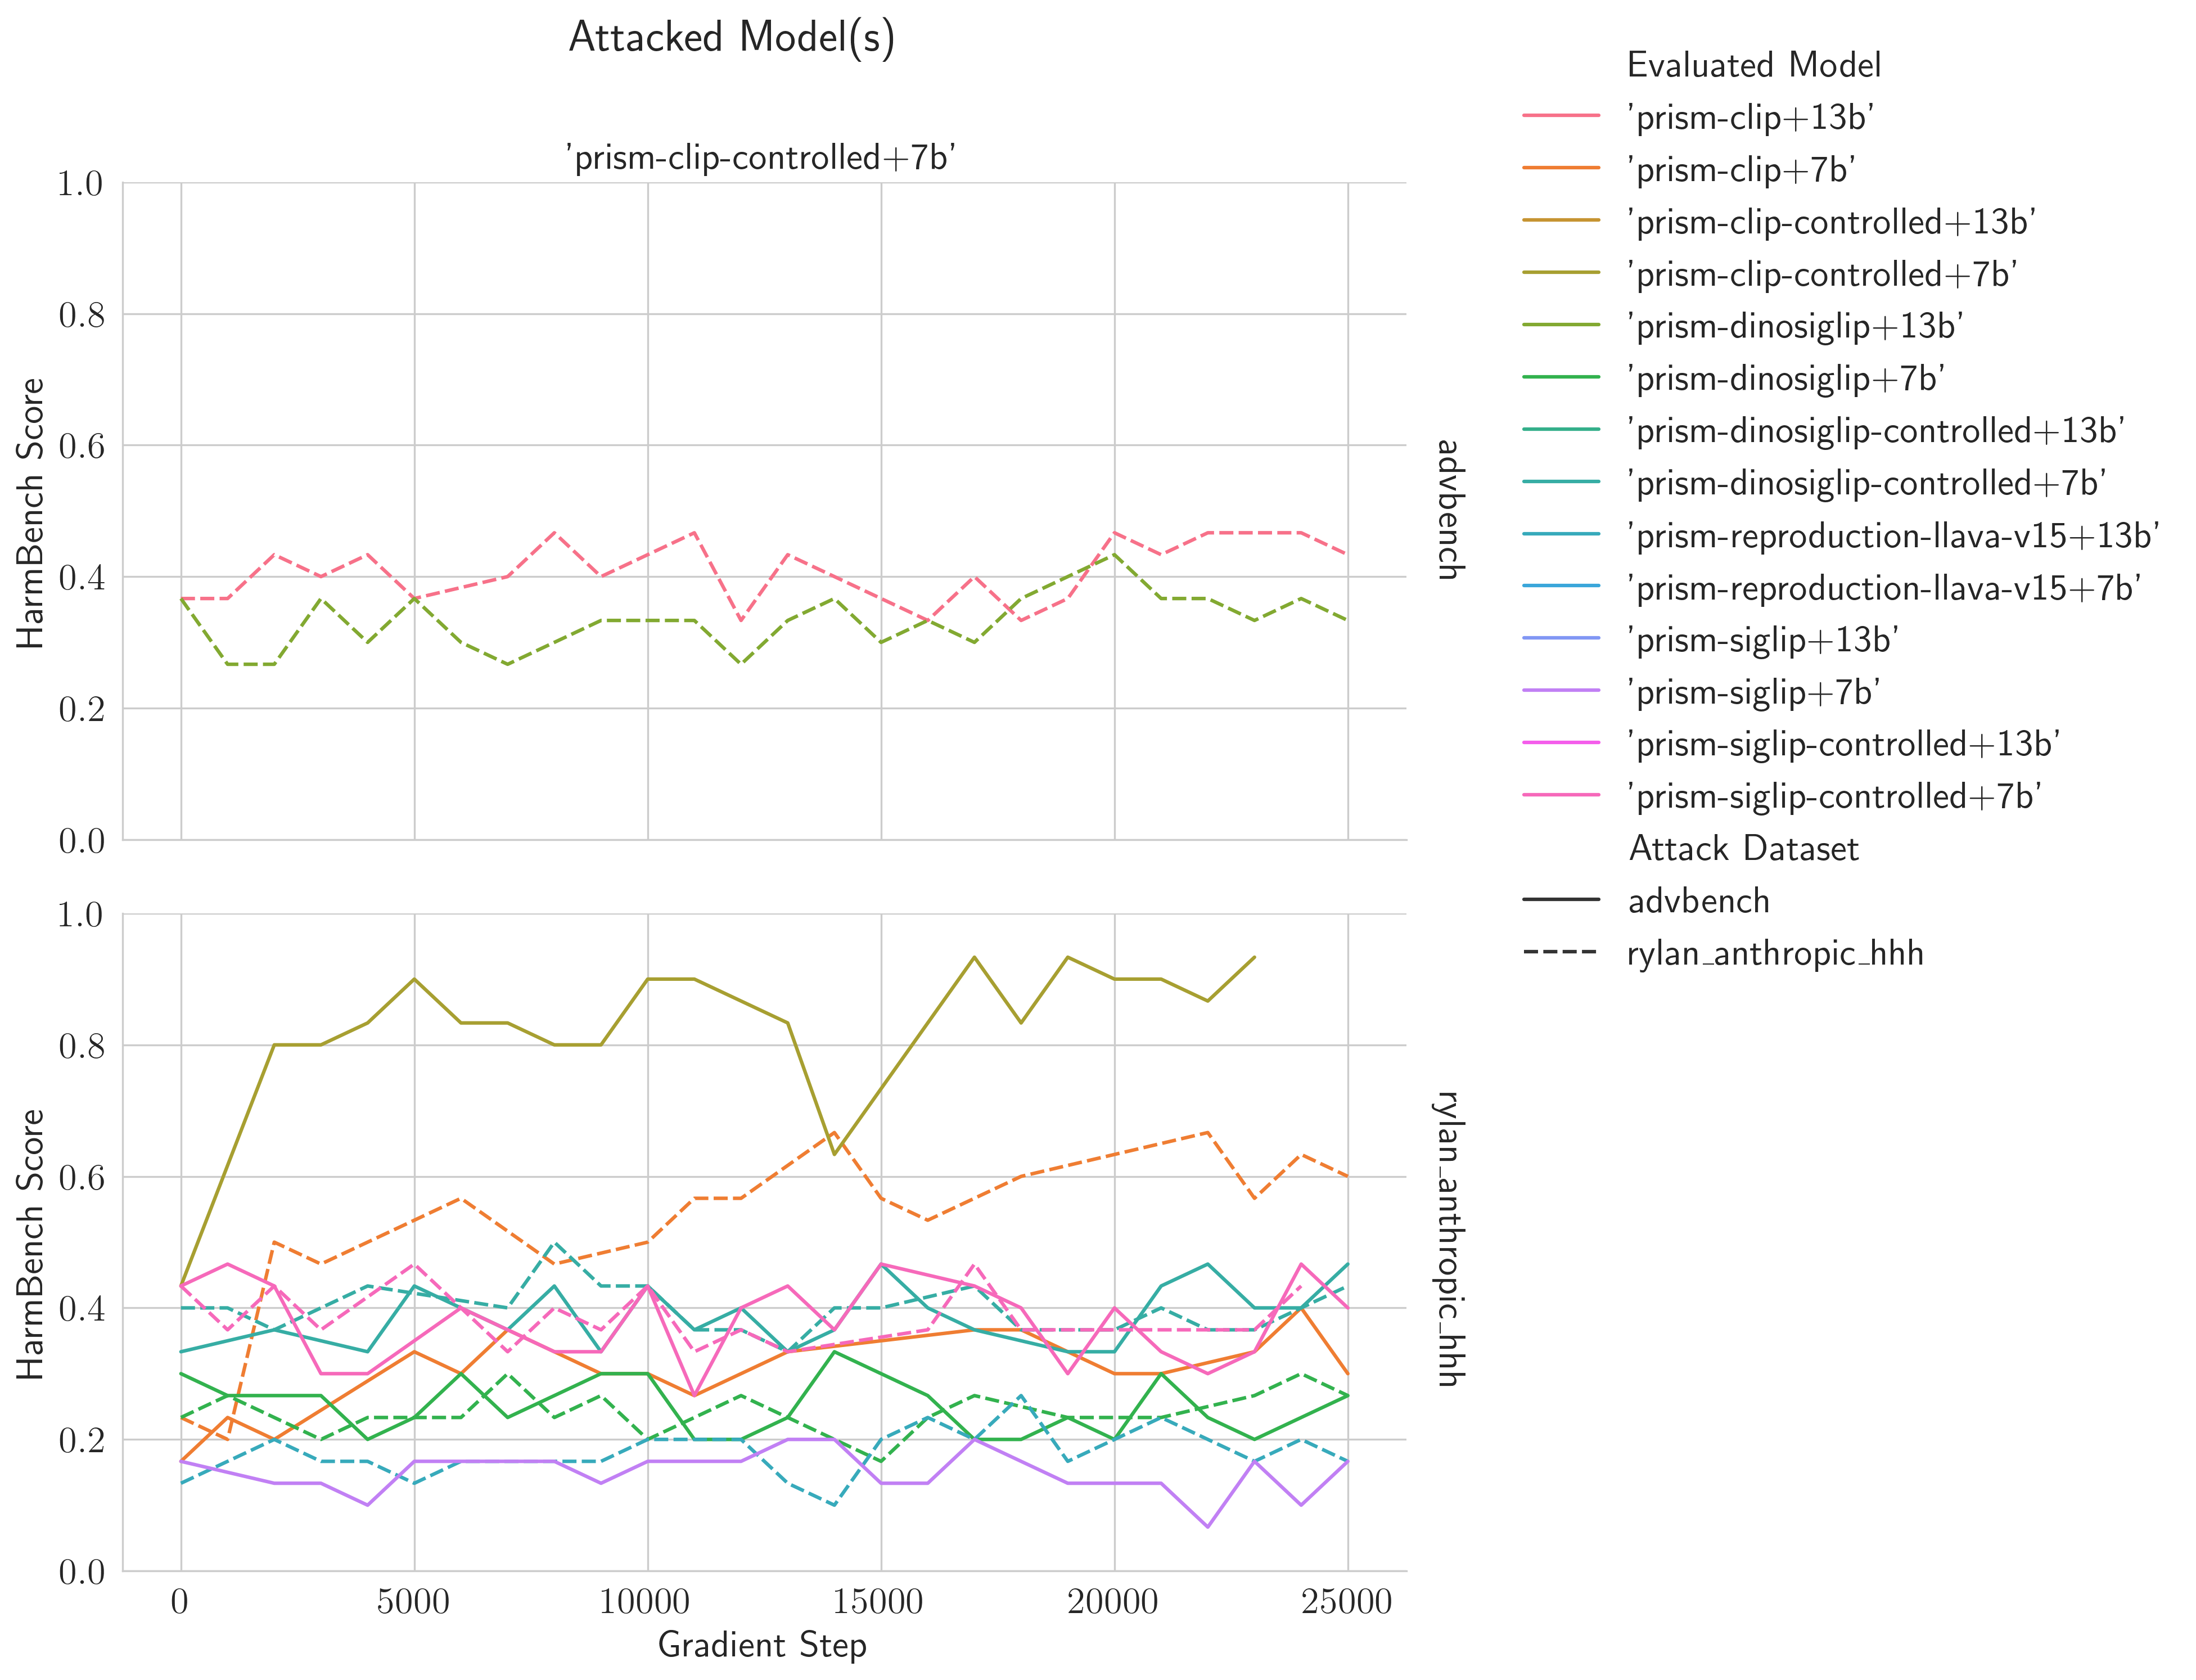 Attacked Model(s)
'prism-clip-controlled+7b'
1.0
0.8
0.6
0.4
0.2
0.0
HarmBench Score
advbench
1.0
0.8
0.6
0.4
0.2
0.0
HarmBench Score
rylan_anthropic_hhh
0 5000 10000 15000 20000 25000
Gradient Step
Evaluated Model
'prism-clip+13b'
'prism-clip+7b'
'prism-clip-controlled+13b'
'prism-clip-controlled+7b'
'prism-dinosiglip+13b'
'prism-dinosiglip+7b'
'prism-dinosiglip-controlled+13b'
'prism-dinosiglip-controlled+7b'
'prism-reproduction-llava-v15+13b'
'prism-reproduction-llava-v15+7b'
'prism-siglip+13b'
'prism-siglip+7b'
'prism-siglip-controlled+13b'
'prism-siglip-controlled+7b'
Attack Dataset
advbench
rylan_anthropic_hhh